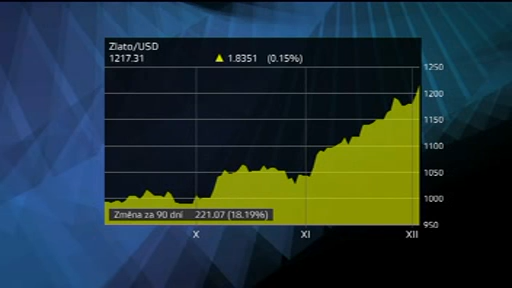 Zlato/USD
1217.31 ▲ 1.8351 (0.15%)
1250
1200
1150
1100
1050
1000
950
Změna za 90 dní 221.07 (18.19%)
X XI XII